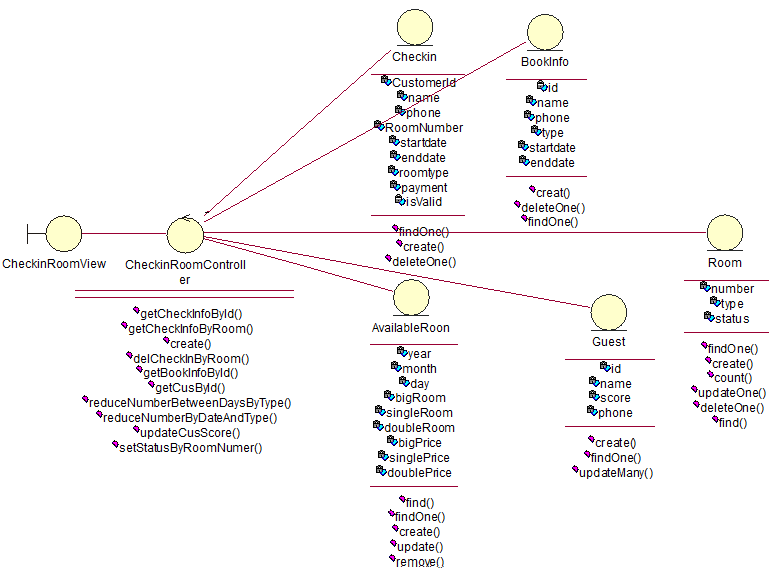 Checkin
CustomerId
name
phone
RoomNumber
startdate
enddate
roomtype
payment
isValid
findOne()
create()
deleteOne()
BookInfo
id
name
phone
type
startdate
enddate
creat()
deleteOne()
findOne()
CheckinRoomView
CheckinRoomControll
er
getCheckInfoById()
getCheckInfoByRoom()
create()
delCheckInByRoom()
getBookInfoById()
getCusById()
reduceNumberBetweenDaysByType()
reduceNumberByDateAndType()
updateCusScore()
setStatusByRoomNumer()
AvailableRoon
year
month
day
bigRoom
singleRoom
doubleRoom
bigPrice
singlePrice
doublePrice
find()
findOne()
create()
update()
remove()
Guest
id
name
score
phone
create()
findOne()
updateMany()
Room
number
type
status
findOne()
create()
count()
updateOne()
deleteOne()
find()